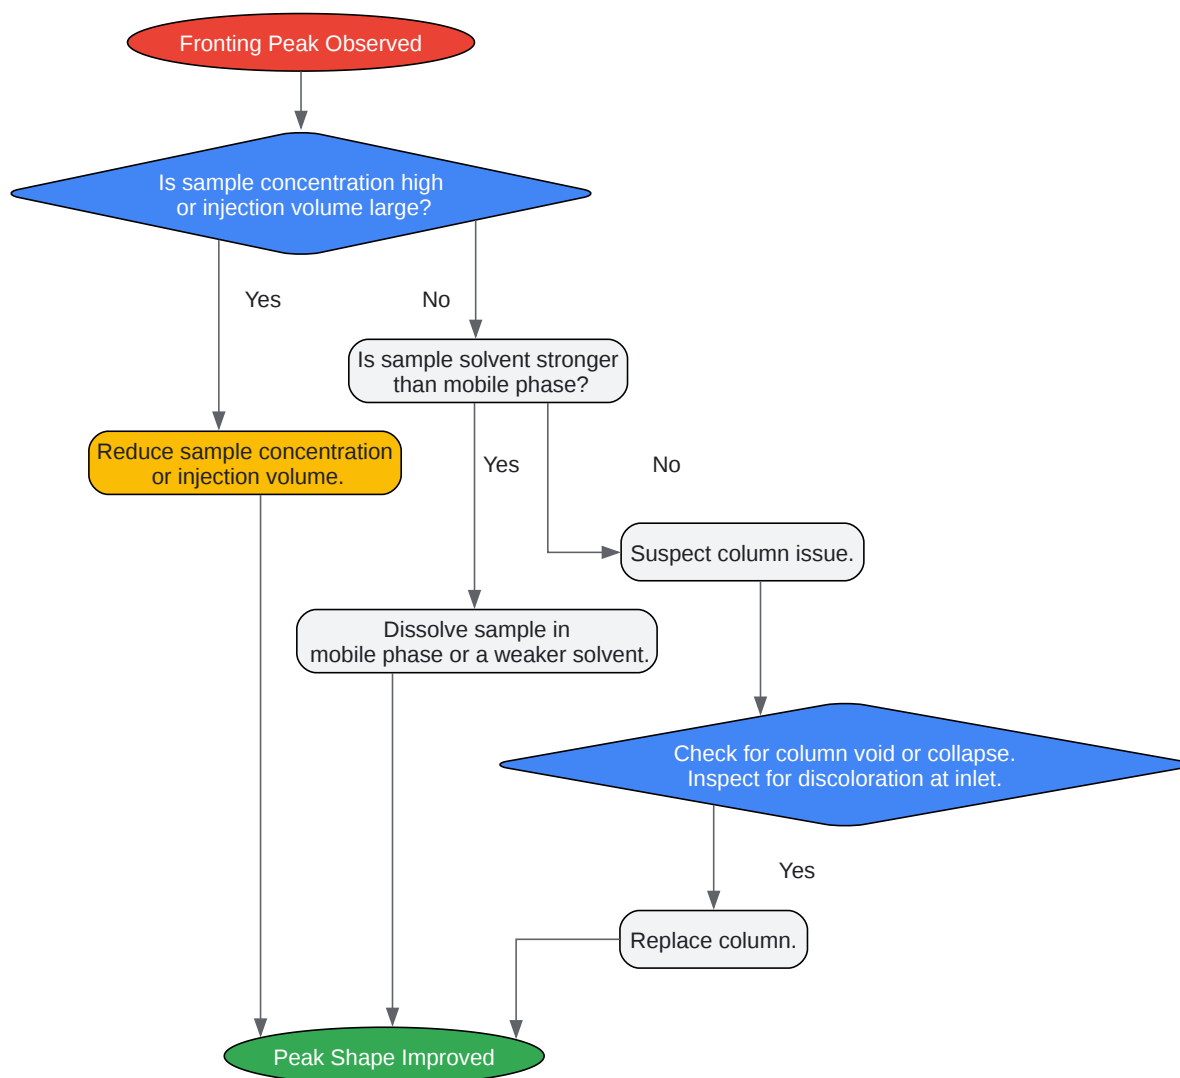 Fronting Peak Observed
Is sample concentration high
or injection volume large?
Yes
No
Is sample solvent stronger
than mobile phase?
Reduce sample concentration
or injection volume.
Yes
No
Suspect column issue.
Dissolve sample in
mobile phase or a weaker solvent.
Check for column void or collapse.
Inspect for discoloration at inlet.
Yes
Replace column.
Peak Shape Improved